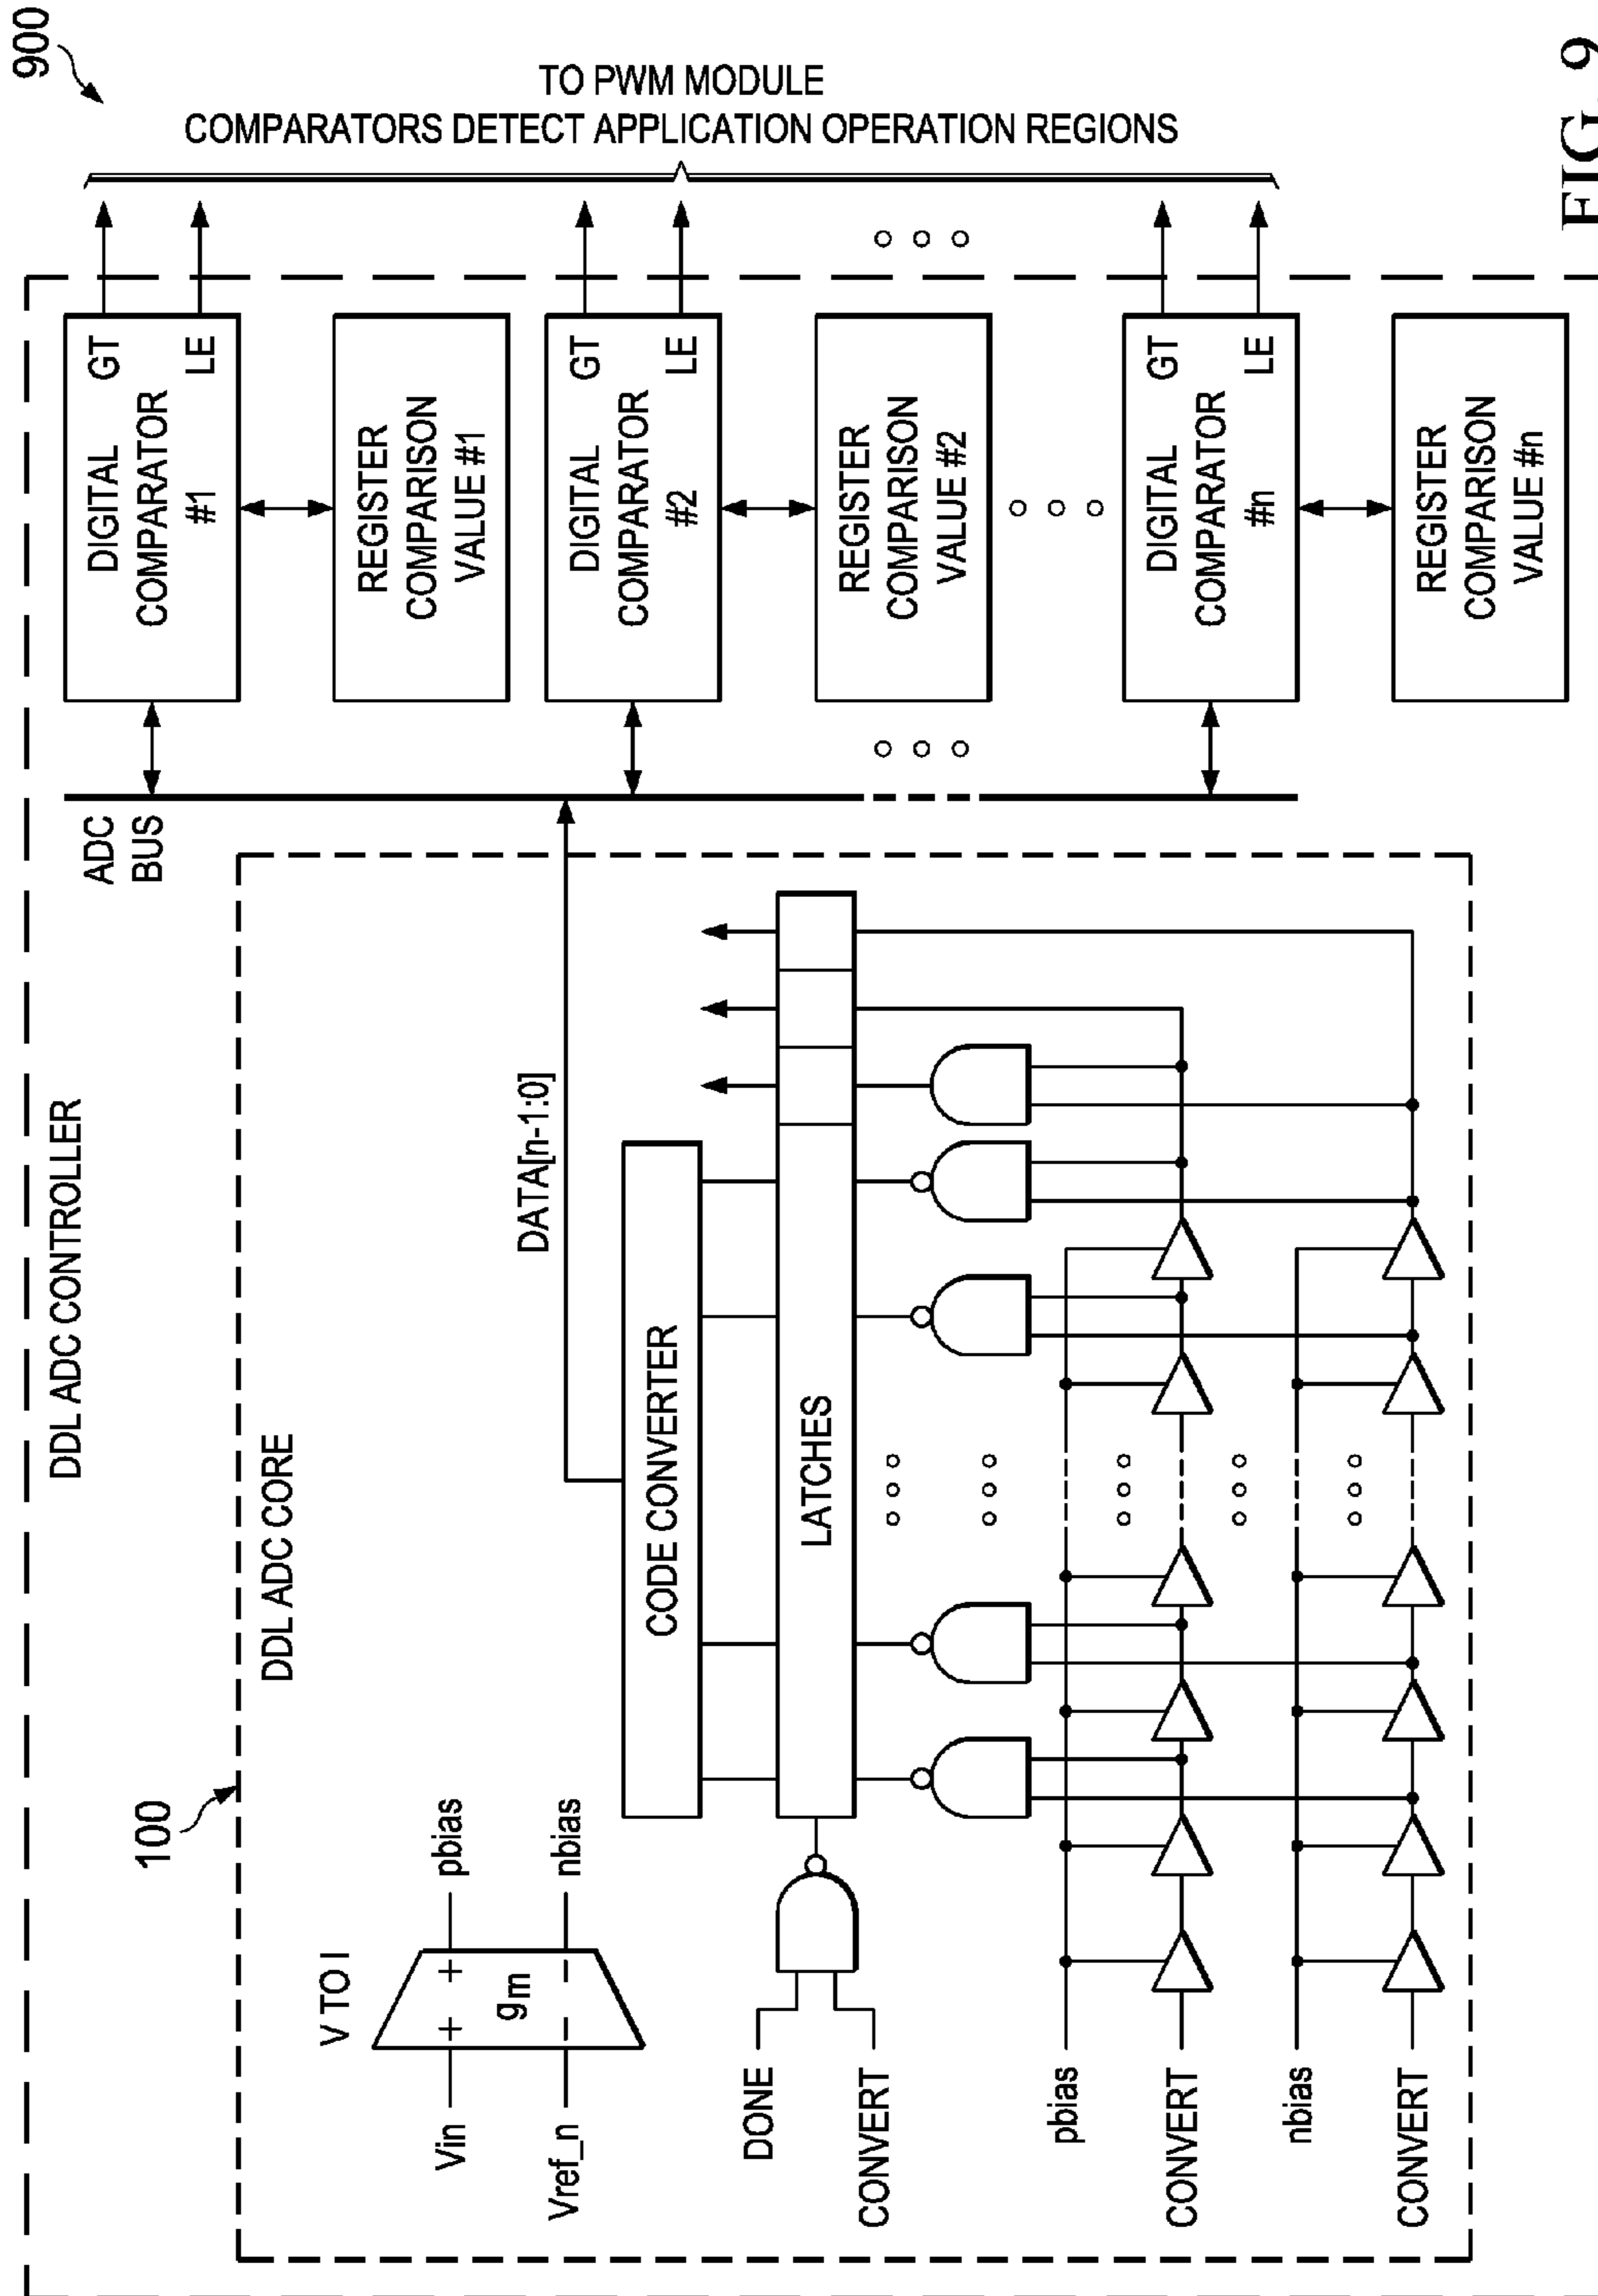 900
TO PWM MODULE
COMPARATORS DETECT APPLICATION OPERATION REGIONS
DDL ADC CONTROLLER
DIGITAL
COMPARATOR
#1
GT
LE
REGISTER
COMPARISON
VALUE #1
DIGITAL
COMPARATOR
#2
GT
LE
REGISTER
COMPARISON
VALUE #2
DIGITAL
COMPARATOR
#n
GT
LE
REGISTER
COMPARISON
VALUE #n
ADC
BUS
100
DDL ADC CORE
V TO I
Vin
Vref_n
+ +
gm
– –
pbias
nbias
DATA[n-1:0]
CODE CONVERTER
LATCHES
DONE
CONVERT
pbias
CONVERT
nbias
CONVERT
FIG. 9